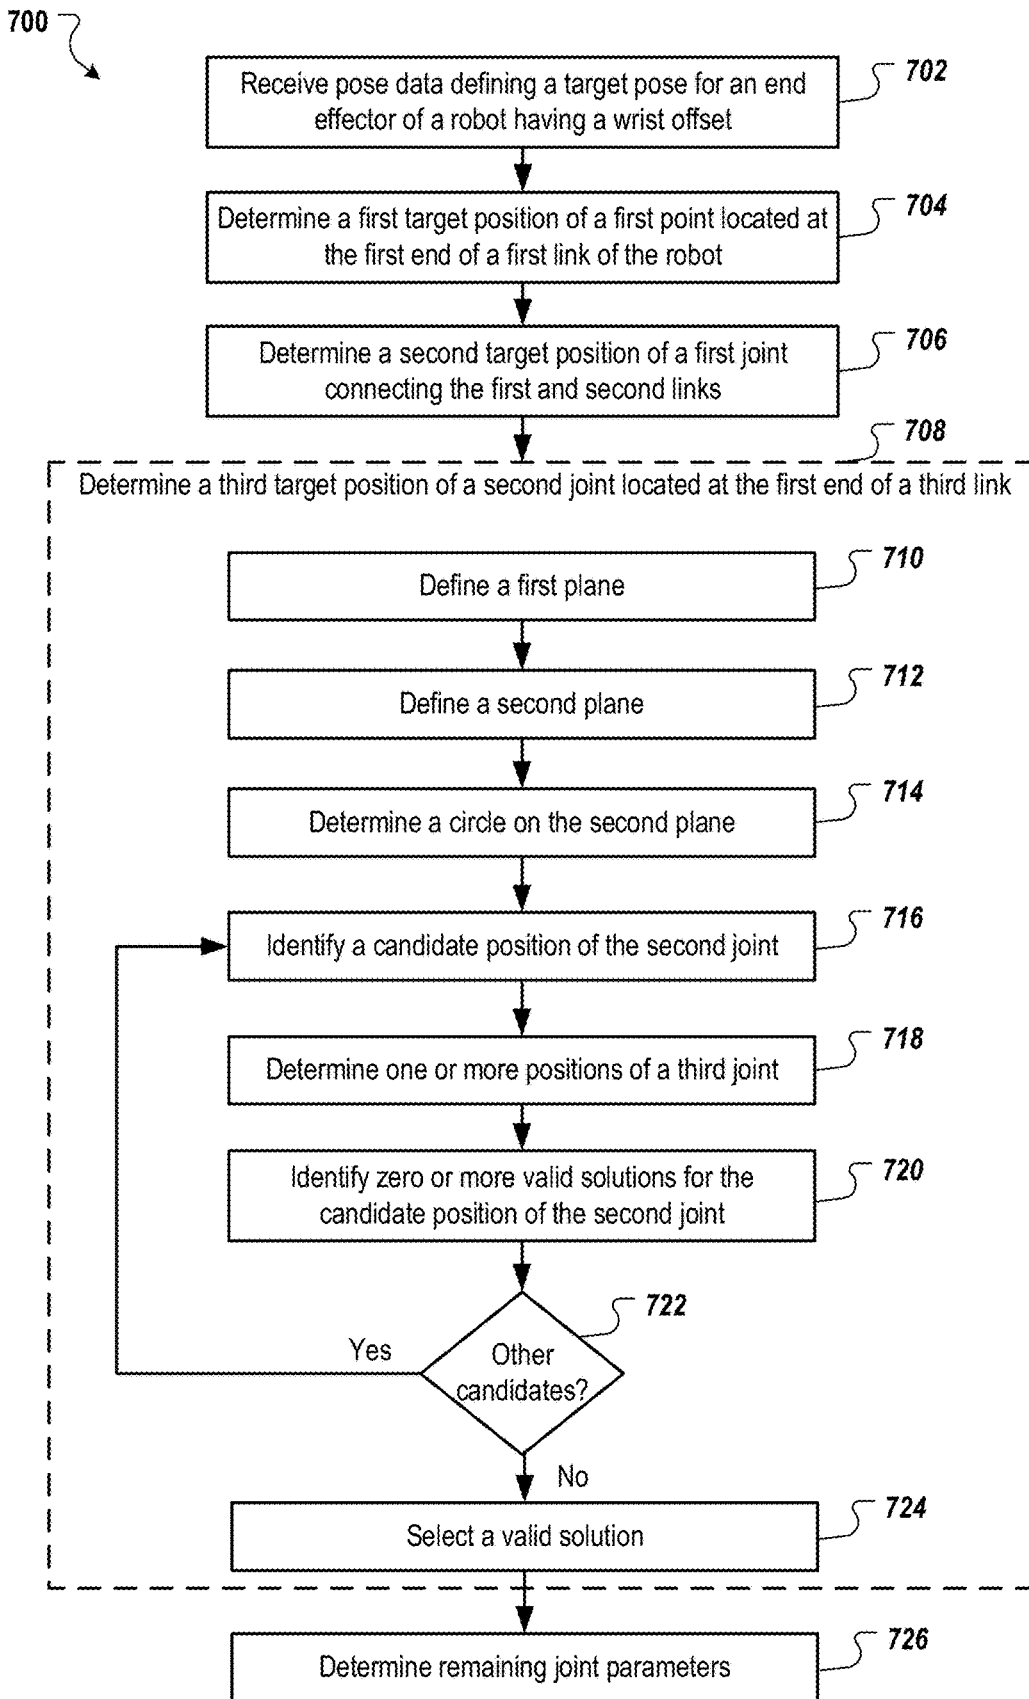 700
702
Receive pose data defining a target pose for an end
effector of a robot having a wrist offset
704
Determine a first target position of a first point located at
the first end of a first link of the robot
706
Determine a second target position of a first joint
connecting the first and second links
708
Determine a third target position of a second joint located at the first end of a third link
710
Define a first plane
712
Define a second plane
714
Determine a circle on the second plane
716
Identify a candidate position of the second joint
718
Determine one or more positions of a third joint
720
Identify zero or more valid solutions for the
candidate position of the second joint
722
Yes
Other
candidates?
No
724
Select a valid solution
726
Determine remaining joint parameters